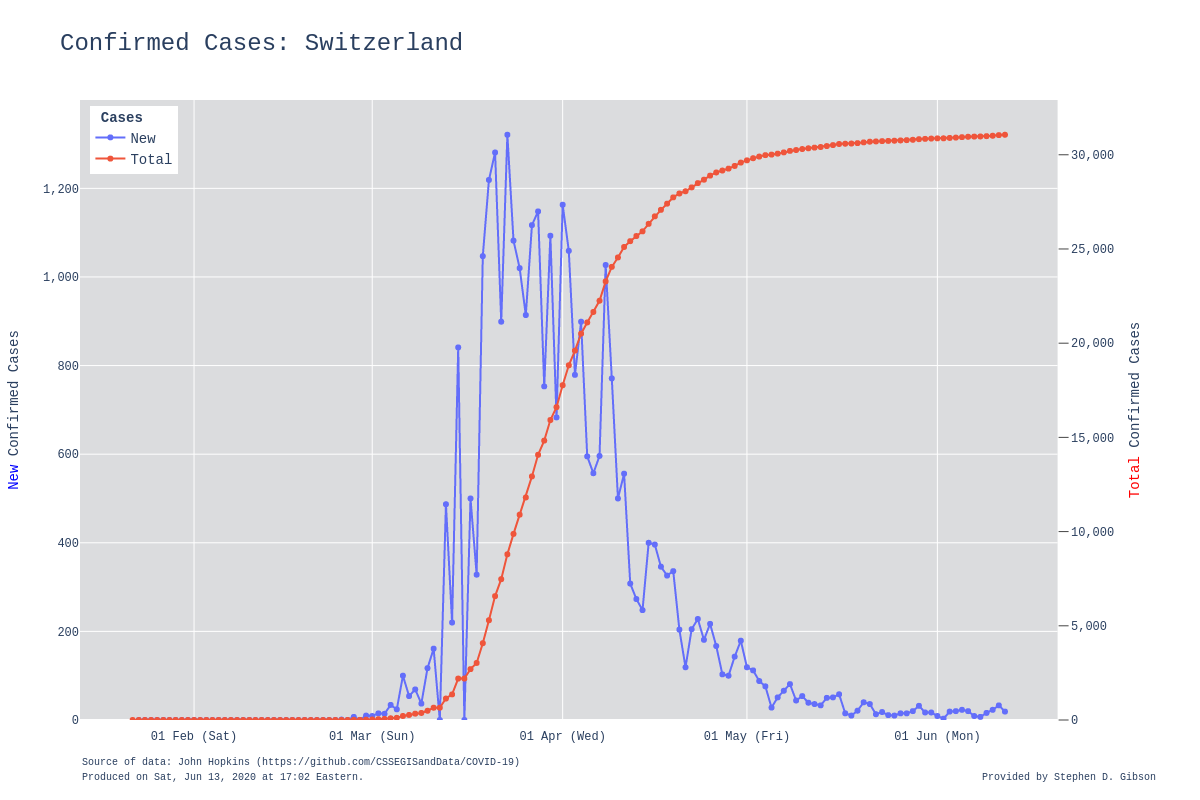 Confirmed Cases: Switzerland
Cases
New
Total
1,200
1,000
800
600
400
200
0
New Confirmed Cases
30,000
25,000
20,000
15,000
10,000
5,000
0
Total Confirmed Cases
01 Feb (Sat)
01 Mar (Sun)
01 Apr (Wed)
01 May (Fri)
01 Jun (Mon)
Source of data: John Hopkins (https://github.com/CSSEGISandData/COVID-19)
Produced on Sat, Jun 13, 2020 at 17:02 Eastern.
Provided by Stephen D. Gibson